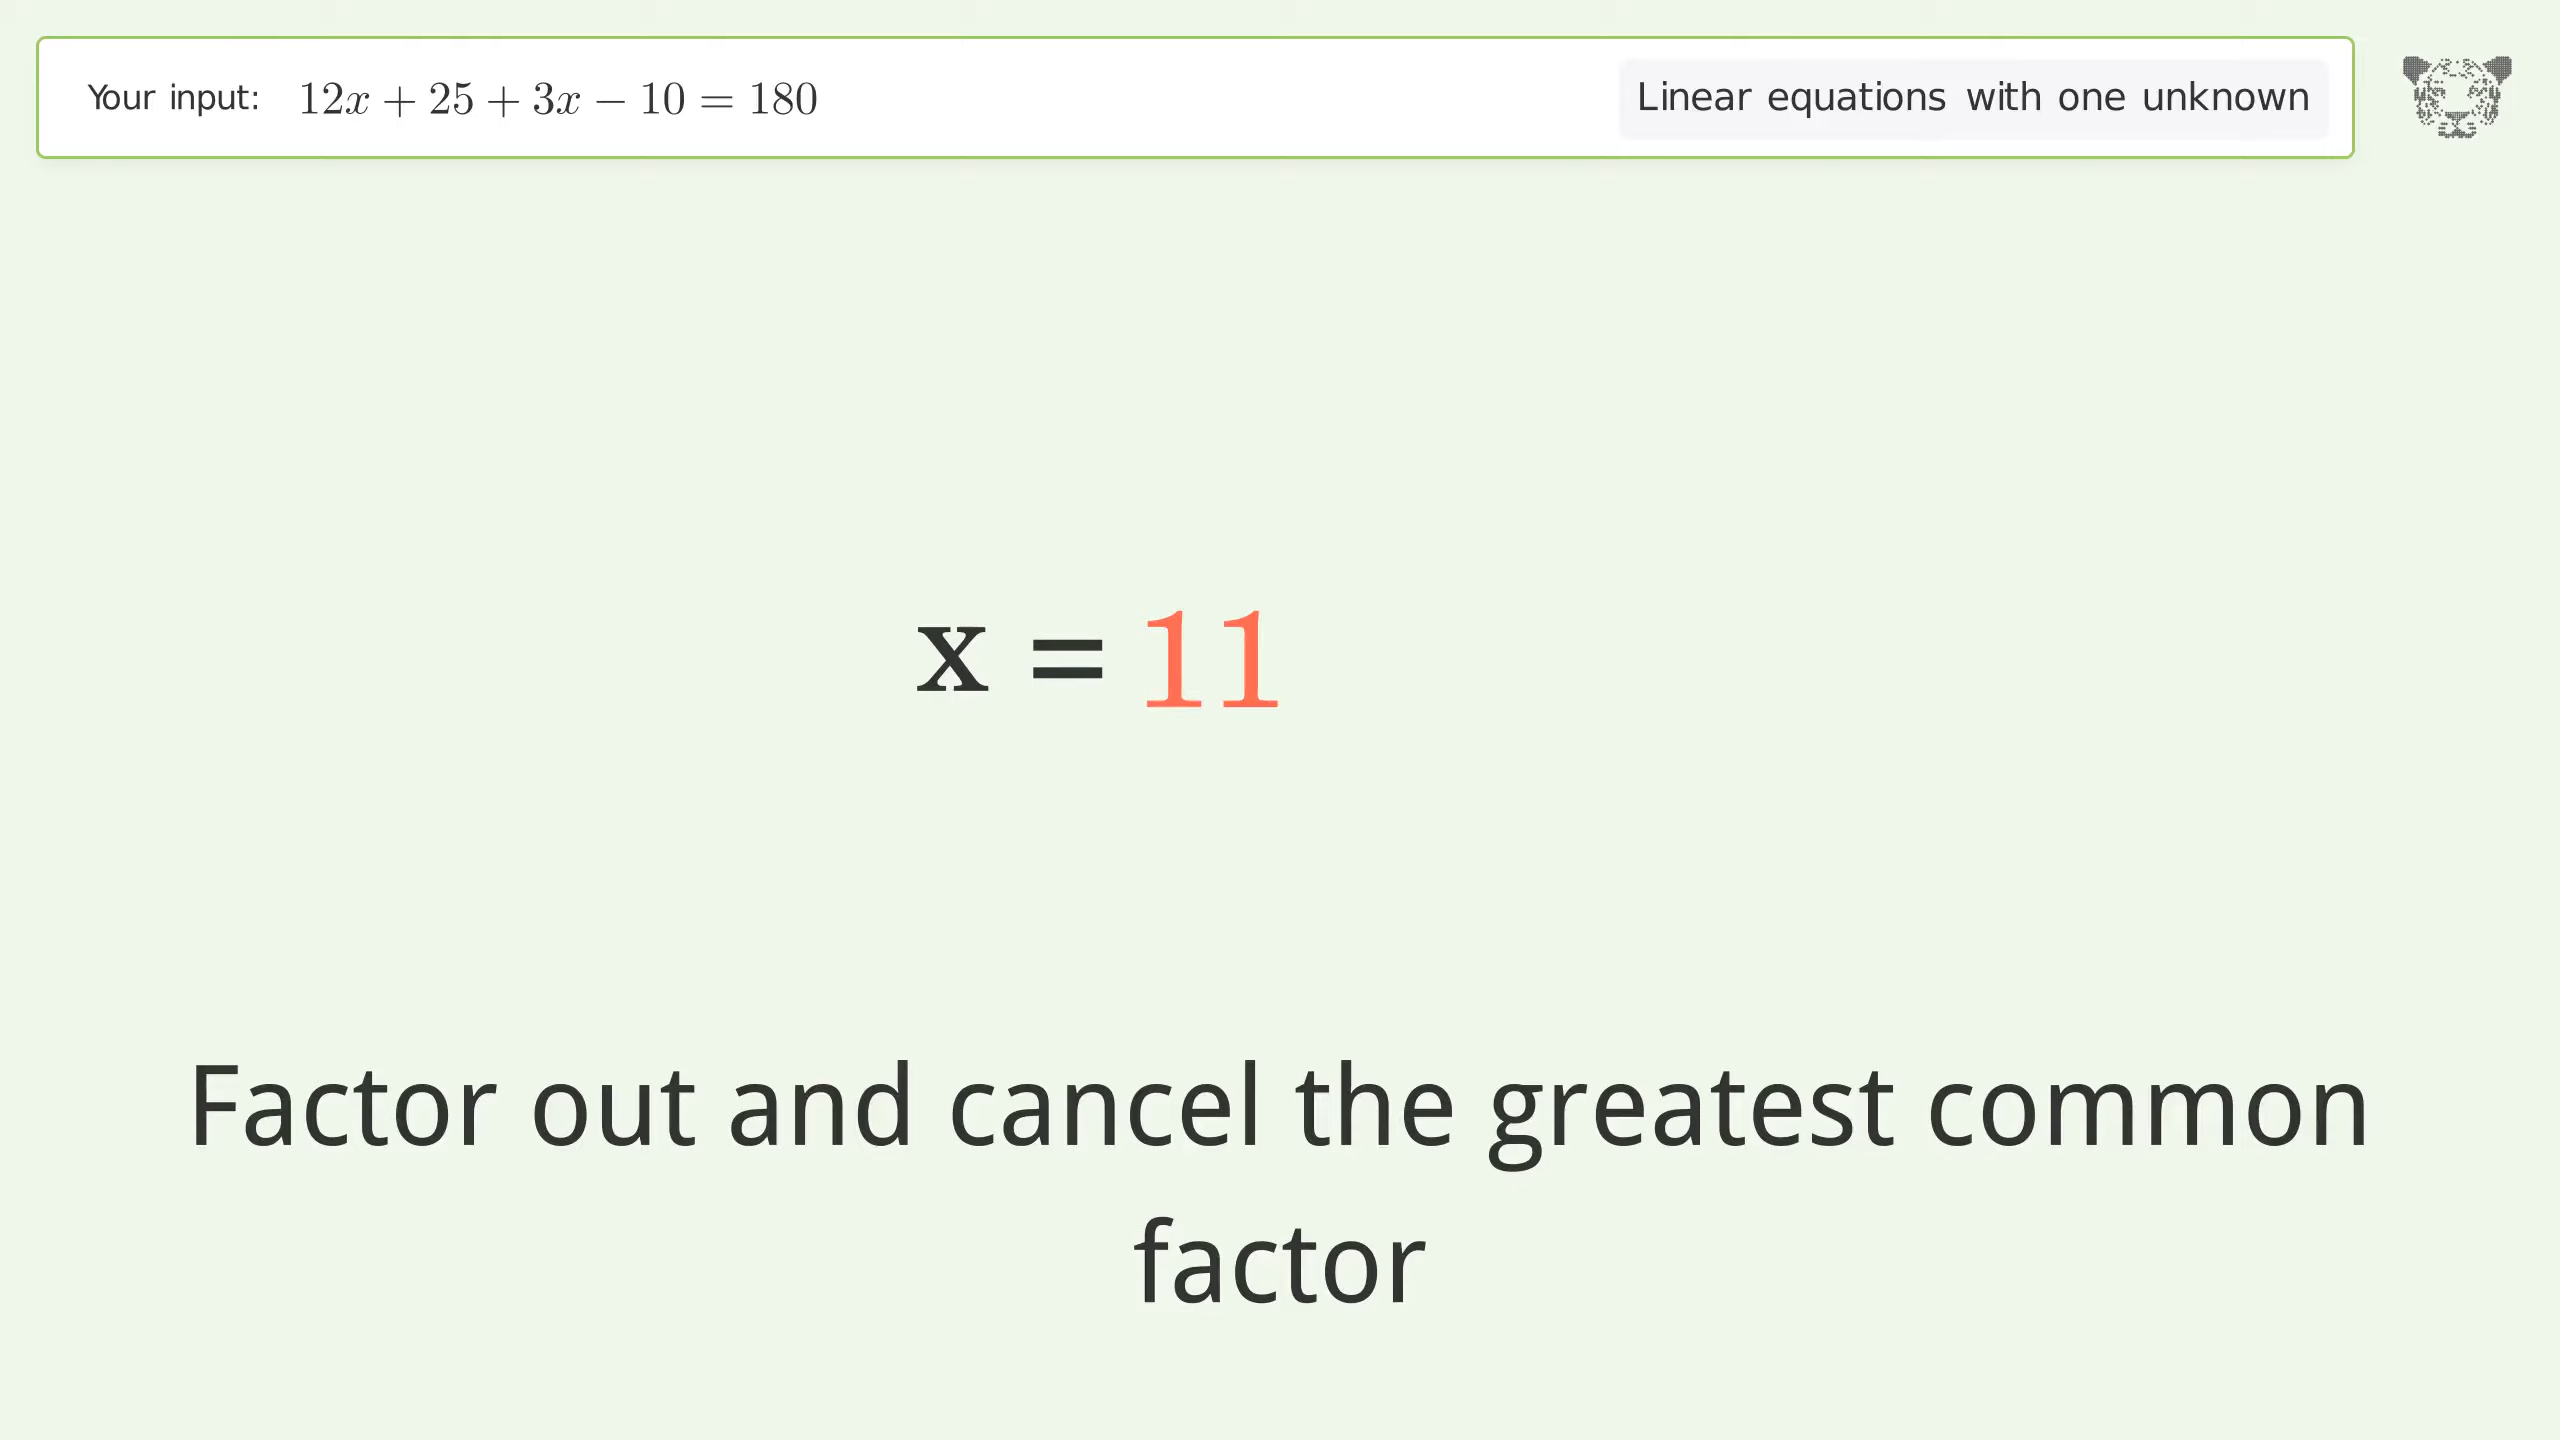 Your input: 12x + 25 + 3x − 10 = 180
Linear equations with one unknown
x = 11
Factor out and cancel the greatest common
factor